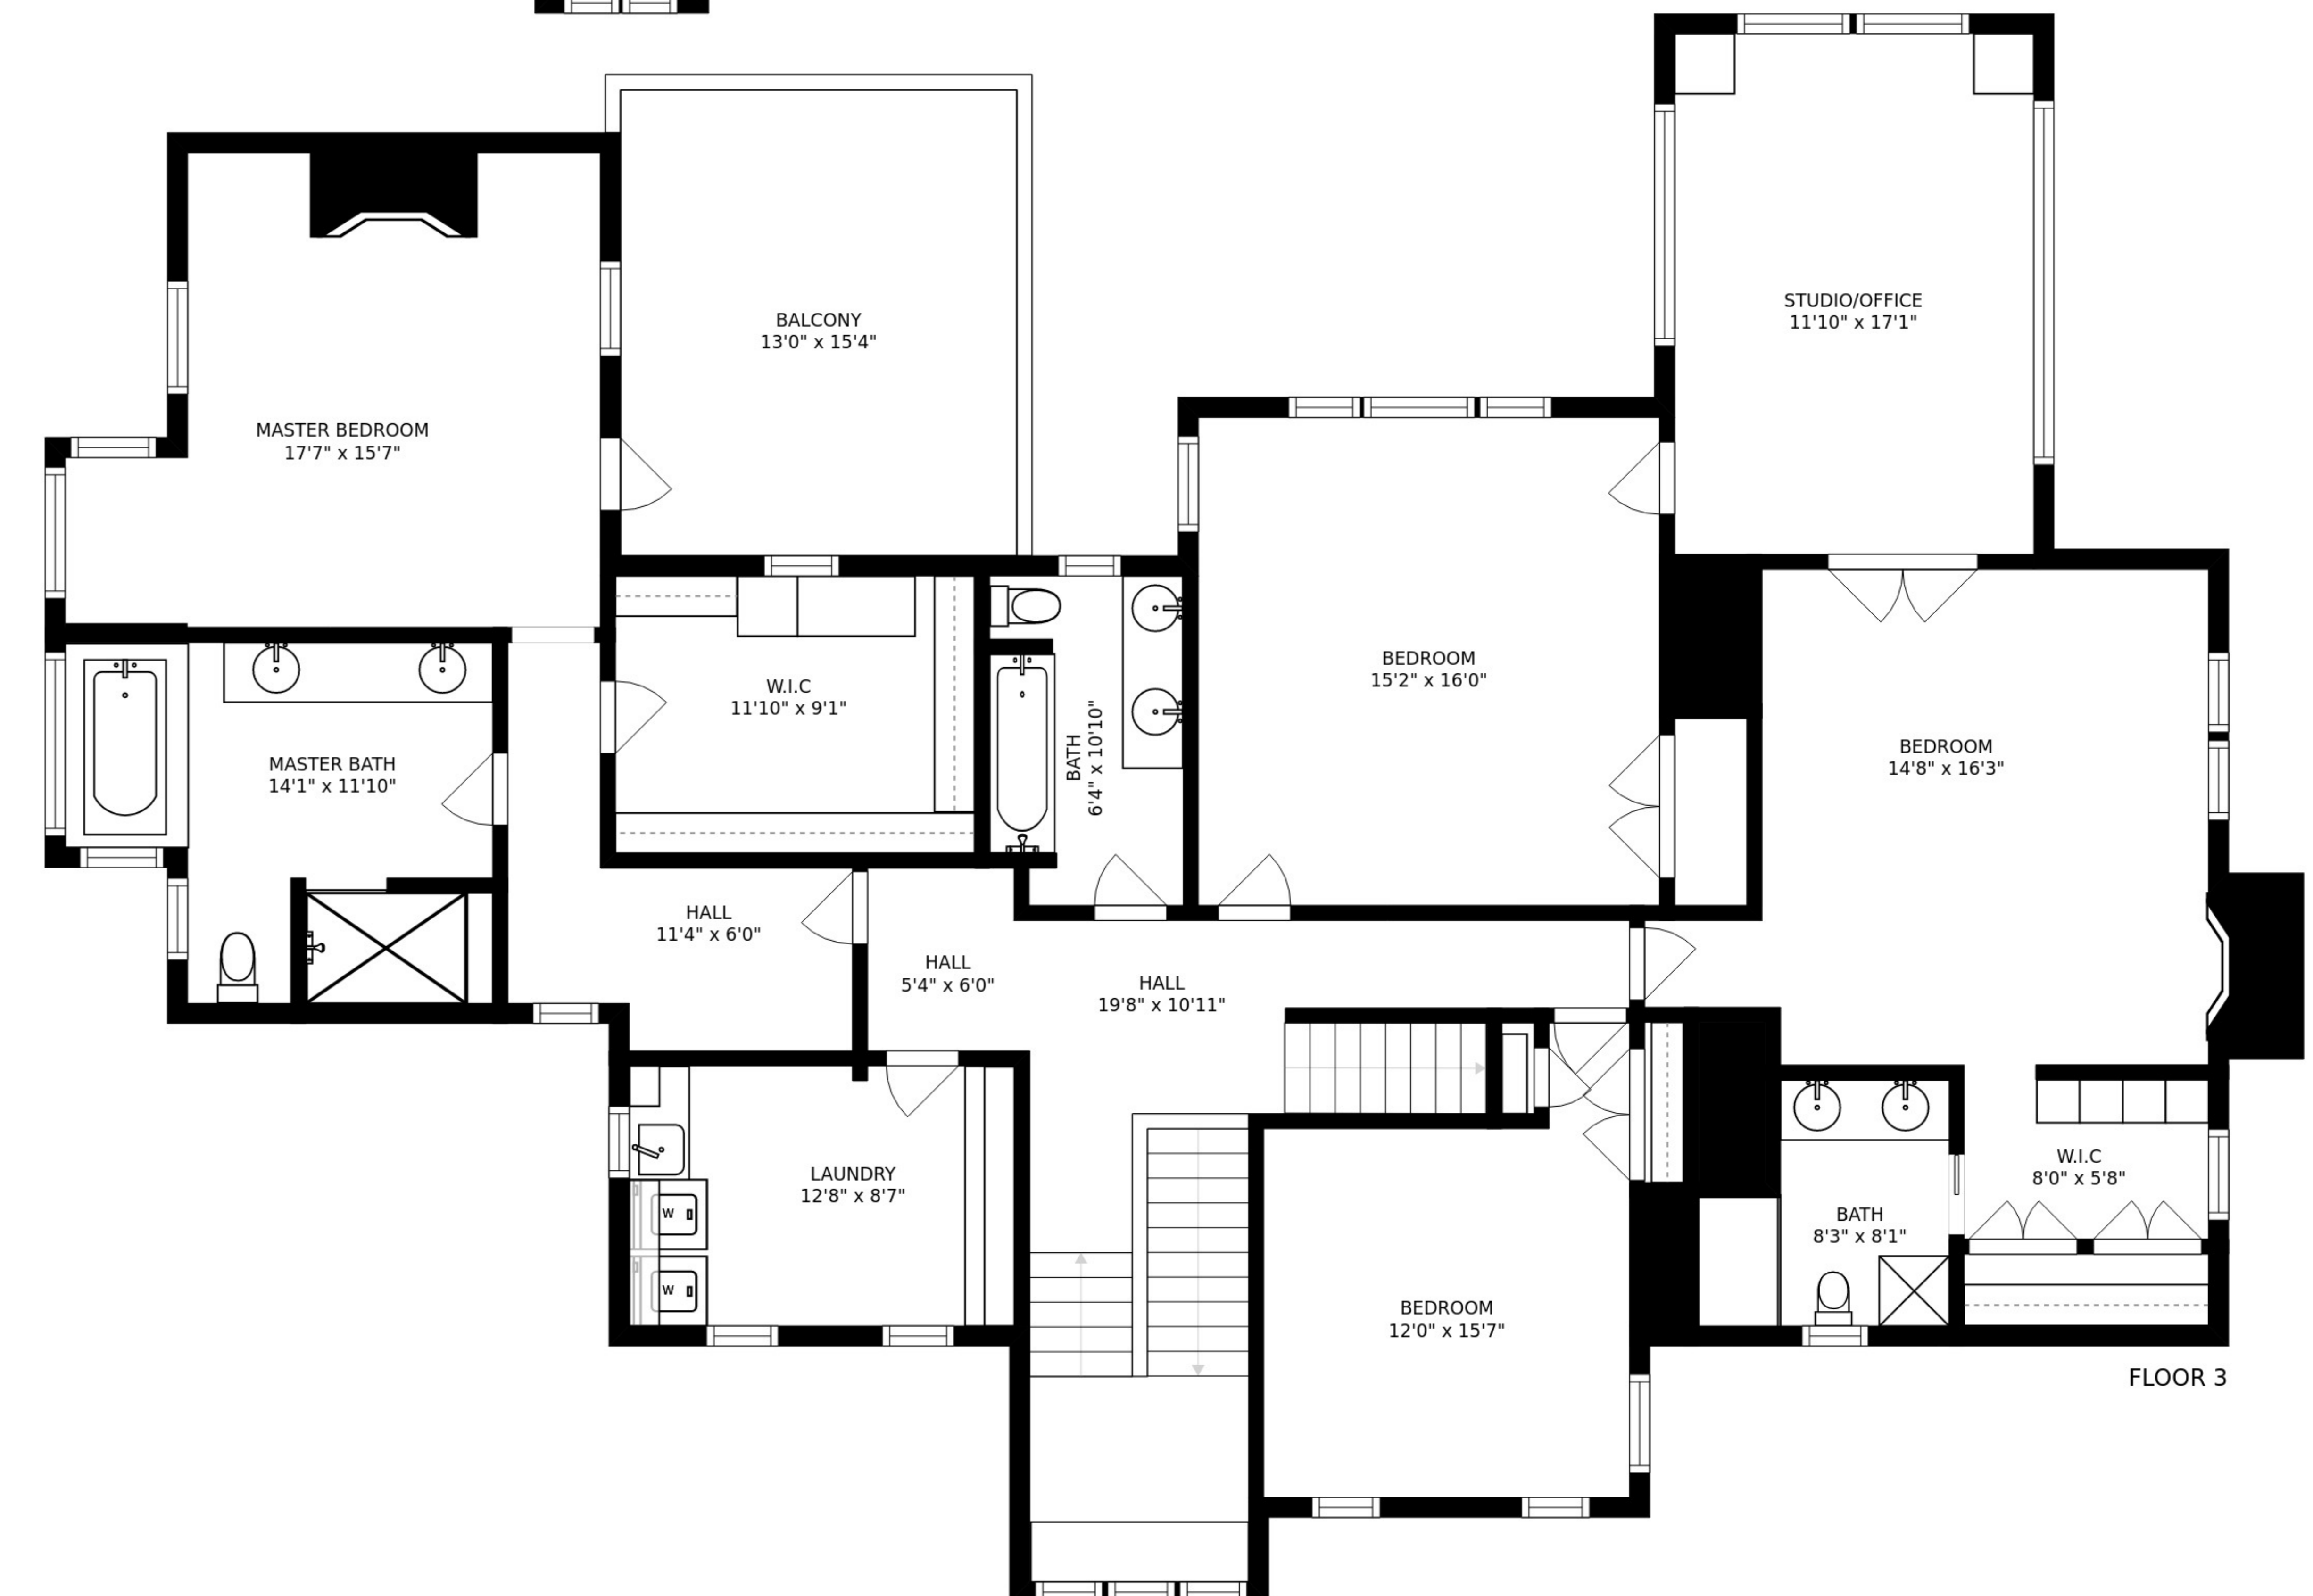 STUDIO/OFFICE
11'10" x 17'1"
BALCONY
13'0" x 15'4"
MASTER BEDROOM
17'7" x 15'7"
BEDROOM
15'2" x 16'0"
W.I.C
11'10" x 9'1"
BATH
6'4" x 10'10"
MASTER BATH
14'1" x 11'10"
BEDROOM
14'8" x 16'3"
HALL
11'4" x 6'0"
HALL
5'4" x 6'0"
HALL
19'8" x 10'11"
LAUNDRY
12'8" x 8'7"
W
W
W.I.C
8'0" x 5'8"
BATH
8'3" x 8'1"
BEDROOM
12'0" x 15'7"
FLOOR 3